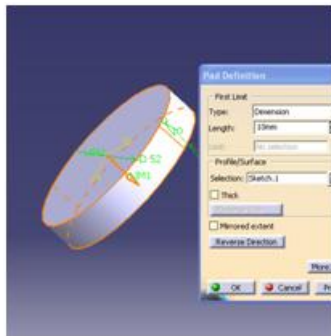 Pad Definition
First Limit
Type: Dimension
Length: 10mm
Limit: No selection
Profile/Surface
Selection: Sketch.1
Thick
Mirrored extent
Reverse Direction
More
OK Cancel Pr